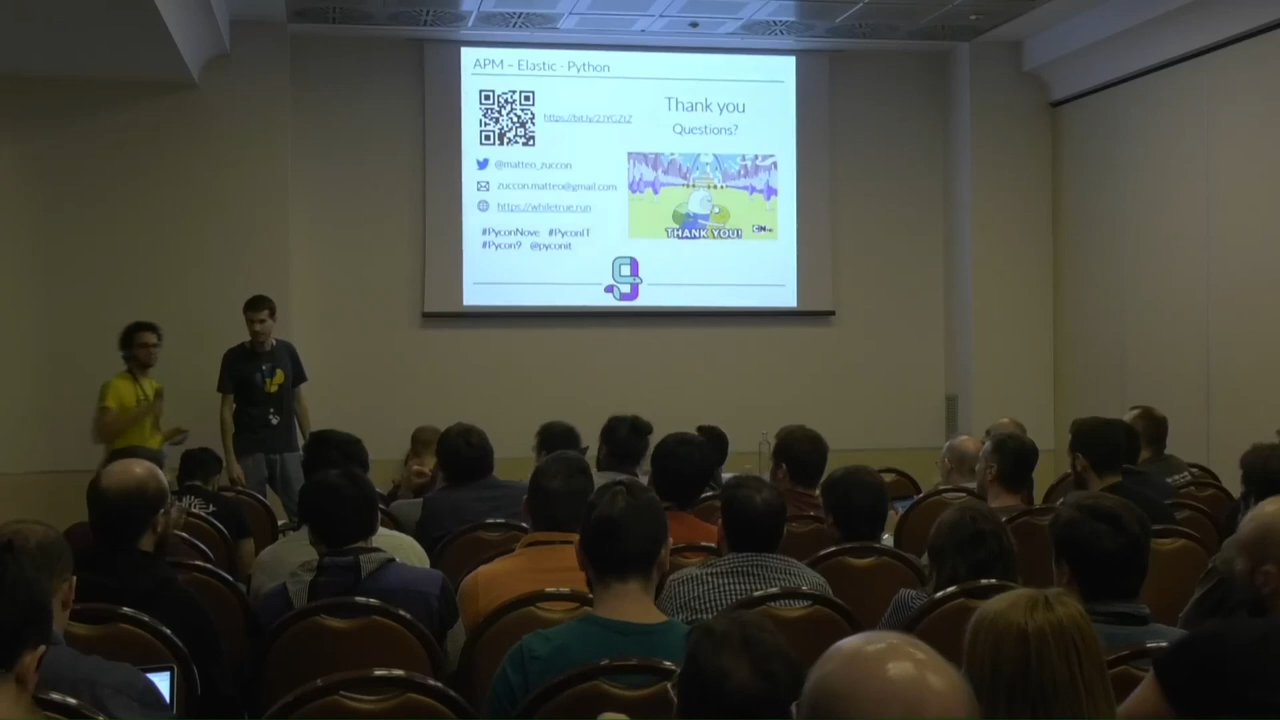 APM – Elastic - Python
Thank you
Questions?
@matteo_zuccon
zuccon.matteo@gmail.com
https://whiletrue.run
THANK YOU!
CN
#PyconNove #PyconIT
#Pycon9 @pyconit